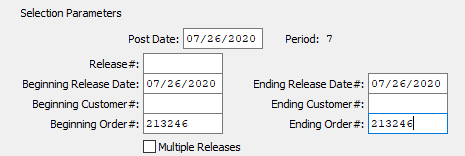 Selection Parameters
Post Date: 07/26/2020 Period: 7
Release#:
Beginning Release Date: 07/26/2020 Ending Release Date#: 07/26/2020
Beginning Customer#: Ending Customer#:
Beginning Order#: 213246 Ending Order#: 213246
Multiple Releases